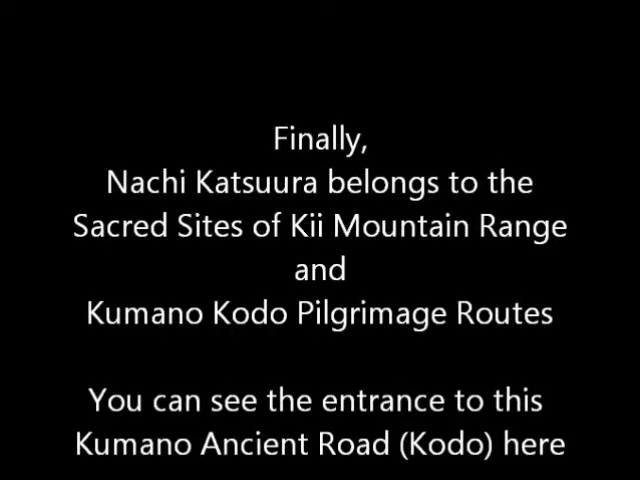 Finally,
Nachi Katsuura belongs to the
Sacred Sites of Kii Mountain Range
and
Kumano Kodo Pilgrimage Routes
You can see the entrance to this
Kumano Ancient Road (Kodo) here